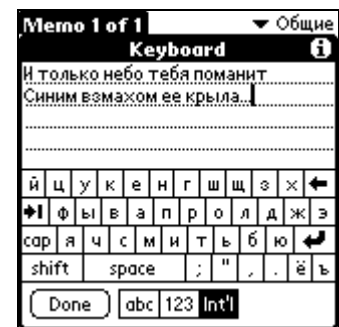 Memo 1 of 1 Общие
Keyboard
И только небо тебя поманит
Синим взмахом ее крыла...
й ц у к е н г ш щ з х
ф ы в а п р о л д ж э
cap я ч с м и т ь б ю
shift space ; " , . ё ъ
Done abc 123 Int'l